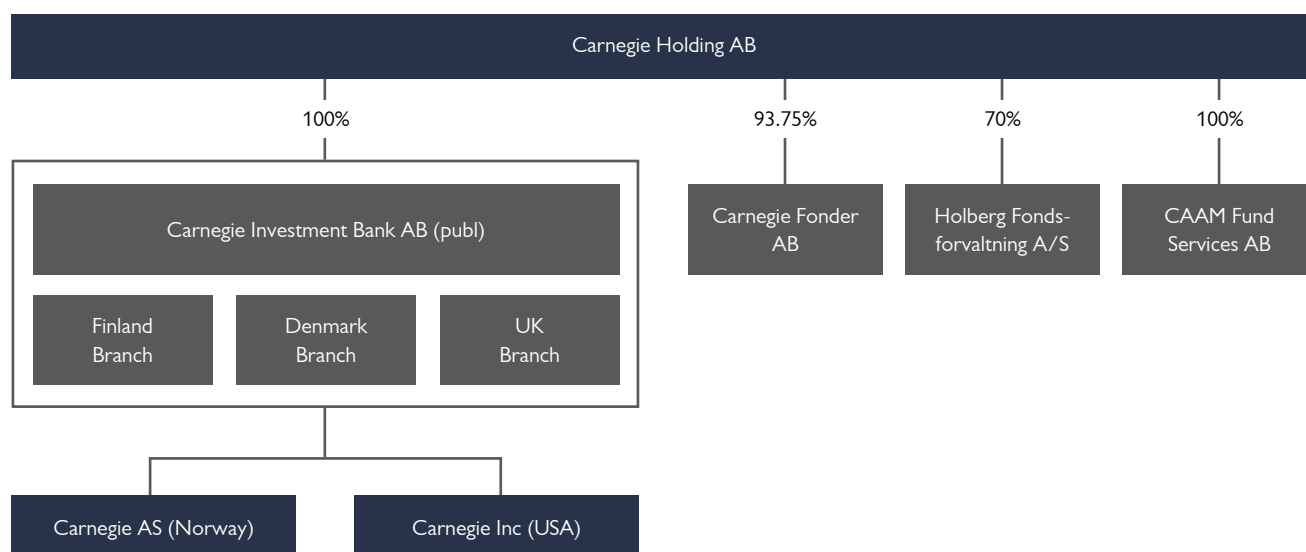 Carnegie Holding AB
100%
93.75%
70%
100%
Carnegie Investment Bank AB (publ)
Carnegie Fonder
AB
Holberg Fonds-
forvaltning A/S
CAAM Fund
Services AB
Finland
Branch
Denmark
Branch
UK
Branch
Carnegie AS (Norway)
Carnegie Inc (USA)